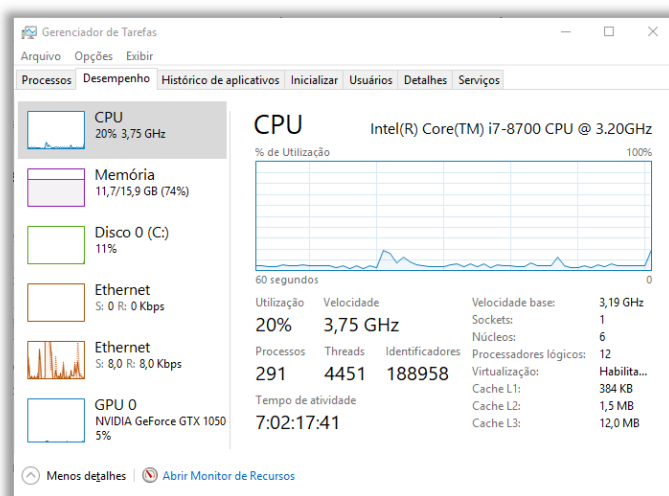 Gerenciador de Tarefas
Arquivo Opções Exibir
Processos Desempenho Histórico de aplicativos Inicializar Usuários Detalhes Serviços
CPU
20% 3,75 GHz
Memória
11,7/15,9 GB (74%)
Disco 0 (C:)
11%
Ethernet
S: 0 R: 0 Kbps
Ethernet
S: 8,0 R: 8,0 Kbps
GPU 0
NVIDIA GeForce GTX 1050
5%
CPU Intel(R) Core(TM) i7-8700 CPU @ 3.20GHz
% de Utilização 100%
60 segundos 0
Utilização Velocidade
20% 3,75 GHz
Processos Threads Identificadores
291 4451 188958
Tempo de atividade
7:02:17:41
Velocidade base: 3,19 GHz
Sockets: 1
Núcleos: 6
Processadores lógicos: 12
Virtualização: Habilita...
Cache L1: 384 KB
Cache L2: 1,5 MB
Cache L3: 12,0 MB
Menos detalhes Abrir Monitor de Recursos